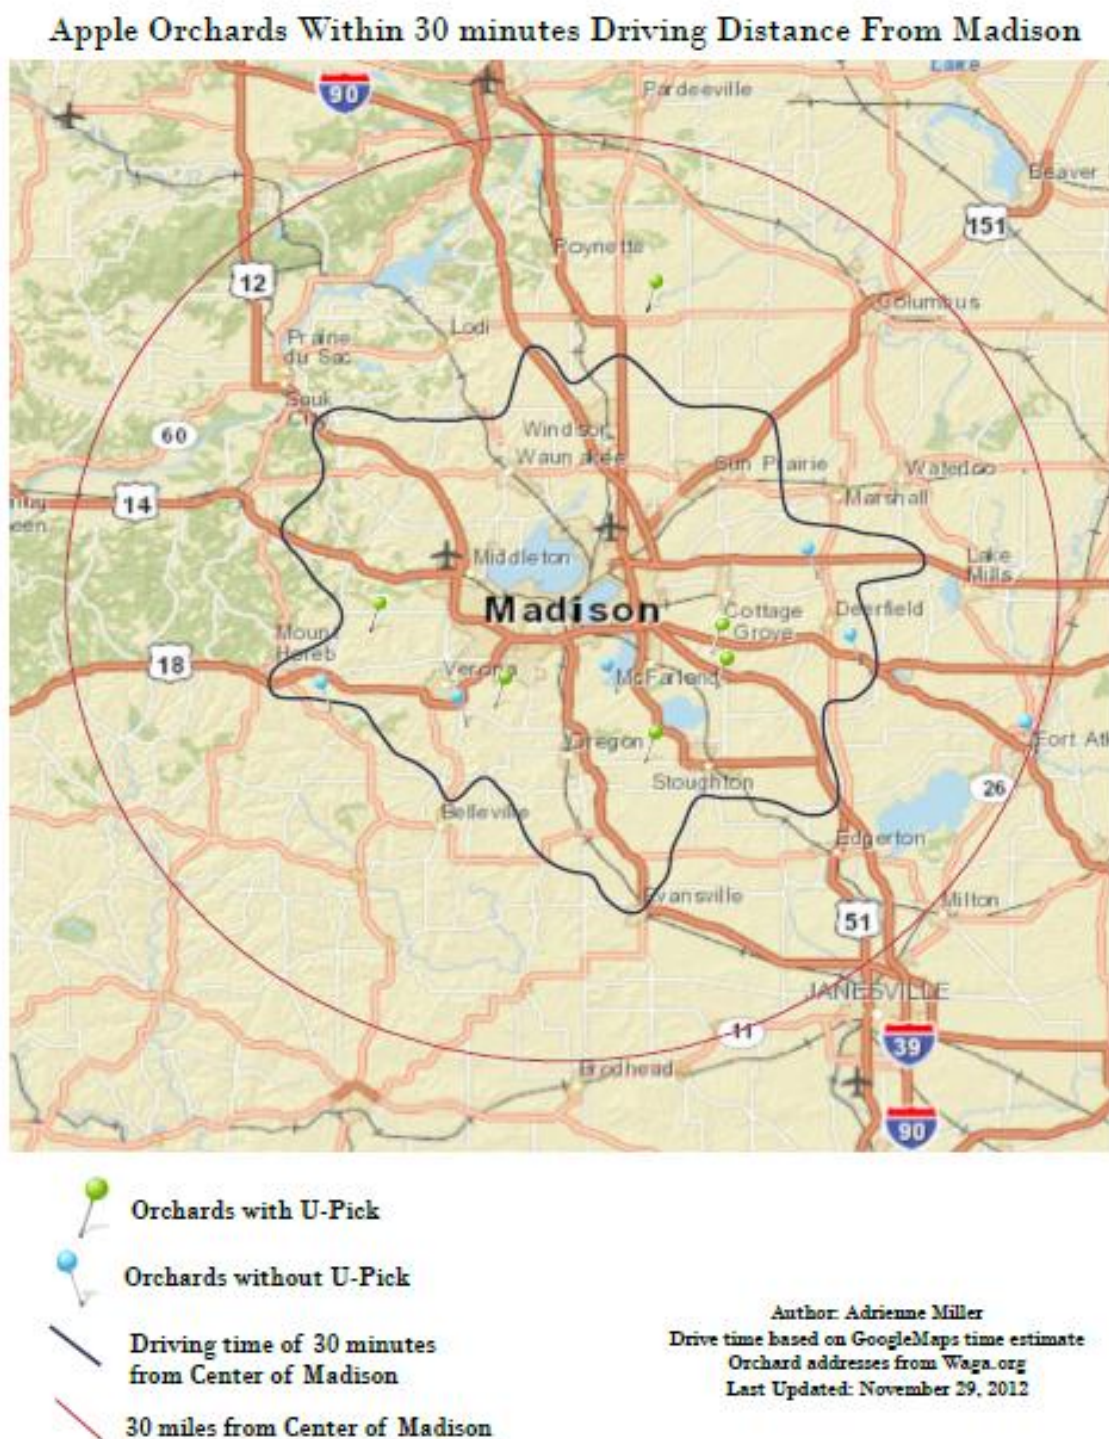 Apple Orchards Within 30 minutes Driving Distance From Madison
90
Pardeeville
Lake
Beaver
151
Poynette
12
Columbus
Lodi
Prairie
du Sac
Sauk
City
60
Windsor
Waunakee
Sun Prairie
Waterloo
14
Marshall
een
Middleton
Lake
Mills
Madison
Cottage
Grove
Deerfield
Mount
Horeb
18
Verona
McFarland
Oregon
Fort Atk
Stoughton
26
Belleville
Edgerton
Evansville
Milton
51
JANESVILLE
11
39
Brodhead
90
Orchards with U-Pick
Orchards without U-Pick
Driving time of 30 minutes
from Center of Madison
30 miles from Center of Madison
Author: Adrienne Miller
Drive time based on GoogleMaps time estimate
Orchard addresses from Waga.org
Last Updated: November 29, 2012